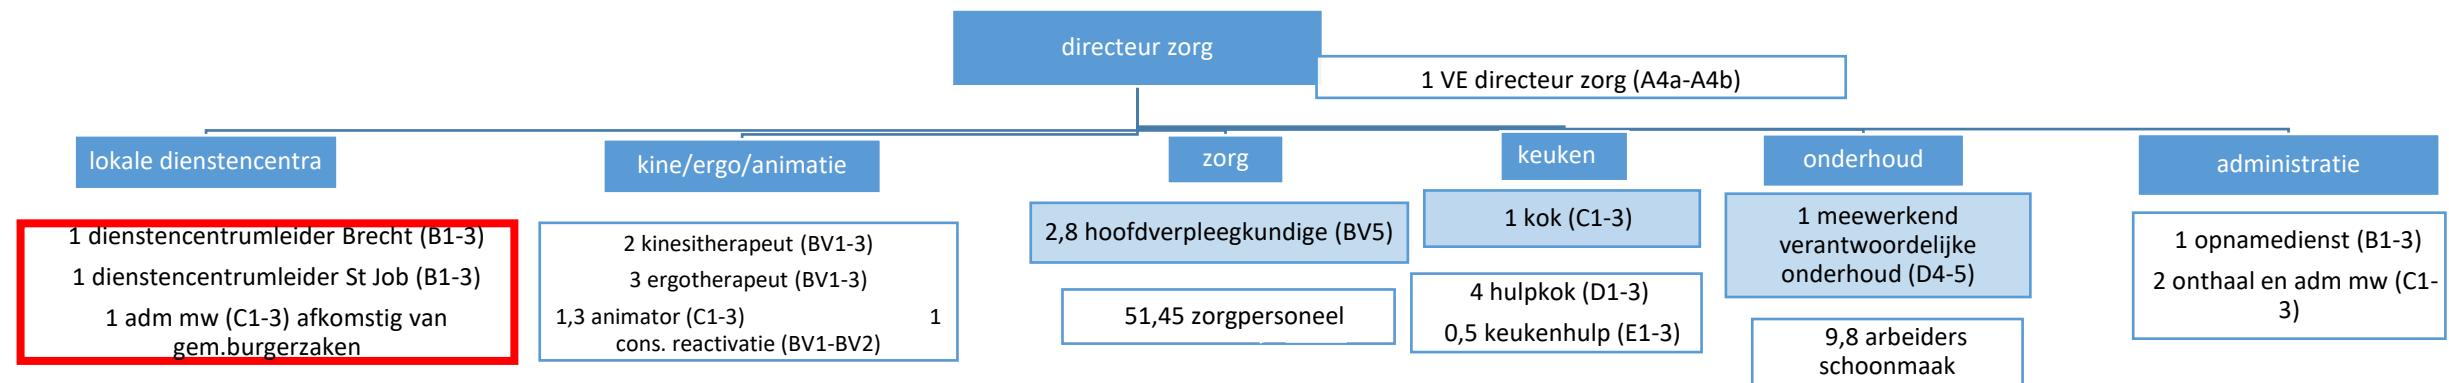 directeur zorg
1 VE directeur zorg (A4a-A4b)
lokale dienstencentra
1 dienstencentrumleider Brecht (B1-3)
1 dienstencentrumleider St Job (B1-3)
1 adm mw (C1-3) afkomstig van
gem.burgerzaken
kine/ergo/animatie
2 kinesitherapeut (BV1-3)
3 ergotherapeut (BV1-3)
1,3 animator (C1-3) 1
cons. reactivatie (BV1-BV2)
zorg
2,8 hoofdverpleegkundige (BV5)
51,45 zorgpersoneel
keuken
1 kok (C1-3)
4 hulpkok (D1-3)
0,5 keukenhulp (E1-3)
onderhoud
1 meewerkend
verantwoordelijke
onderhoud (D4-5)
9,8 arbeiders
schoonmaak
administratie
1 opnamedienst (B1-3)
2 onthaal en adm mw (C1-
3)